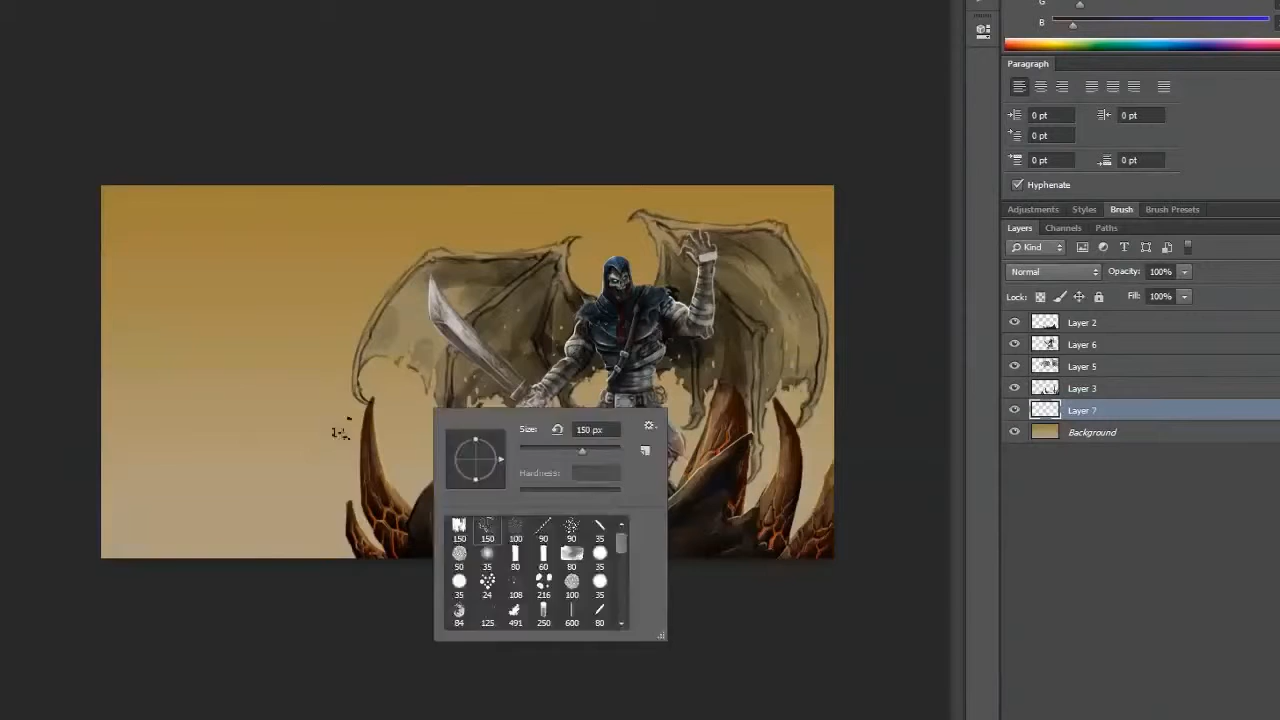 G
B
Paragraph
0 pt
0 pt
0 pt
0 pt
0 pt
Hyphenate
Adjustments Styles Brush Brush Presets
Layers Channels Paths
Kind
Normal Opacity: 100%
Lock: Fill: 100%
Layer 2
Layer 6
Layer 5
Layer 3
Layer 7
Background
Size: 150 px
Hardness:
150 150 100 90 90 35
50 35 80 60 80 35
35 24 108 216 100 35
84 125 491 250 600 80